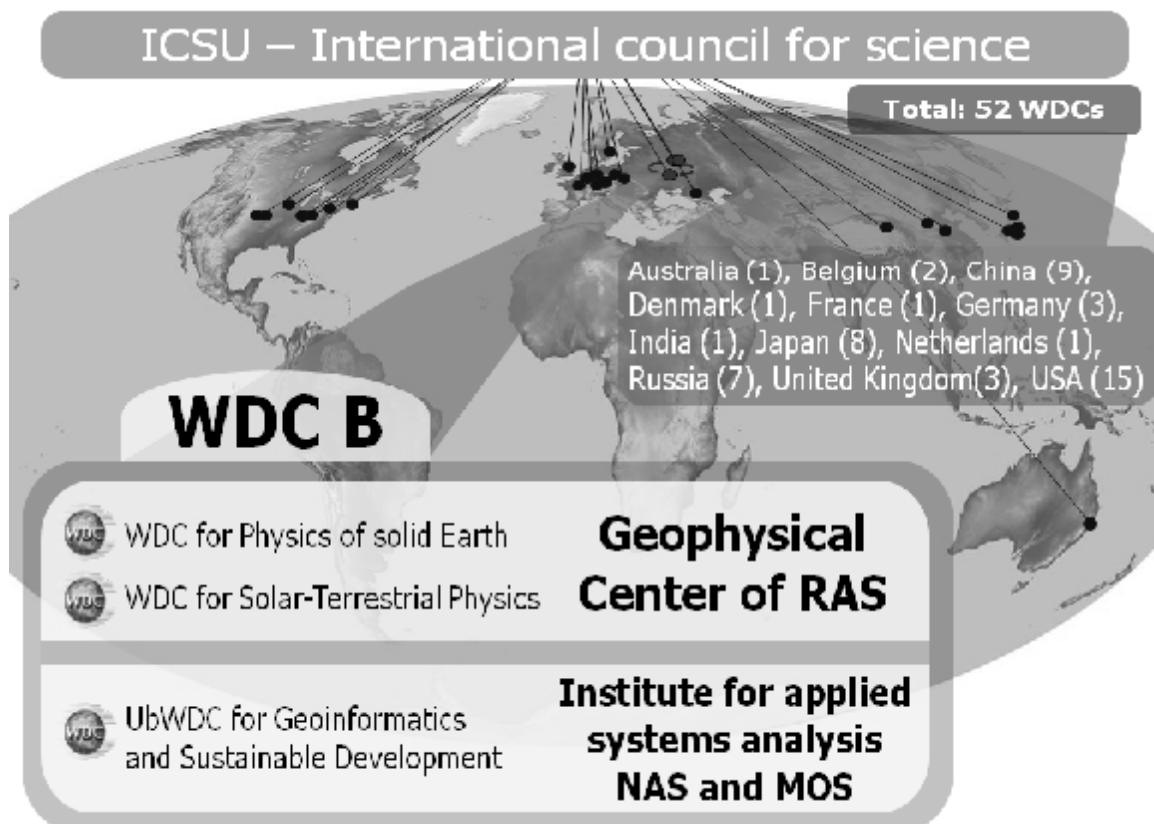 ICSU – International council for science
Total: 52 WDCs
Australia (1), Belgium (2), China (9),
Denmark (1), France (1), Germany (3),
India (1), Japan (8), Netherlands (1),
Russia (7), United Kingdom(3), USA (15)
WDC B
WDC
WDC for Physics of solid Earth
WDC
WDC for Solar-Terrestrial Physics
Geophysical
Center of RAS
WDC
UbWDC for Geoinformatics
and Sustainable Development
Institute for applied
systems analysis
NAS and MOS